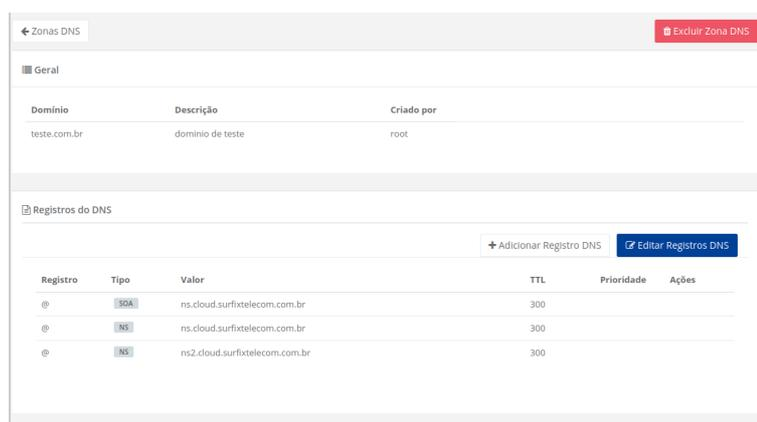 Zonas DNS Excluir Zona DNS
Geral
Domínio Descrição Criado por
teste.com.br dominio de teste root
Registros do DNS
Adicionar Registro DNS Editar Registros DNS
Registro Tipo Valor TTL Prioridade Ações
@ SOA ns.cloud.surfixtelecom.com.br 300
@ NS ns.cloud.surfixtelecom.com.br 300
@ NS ns2.cloud.surfixtelecom.com.br 300